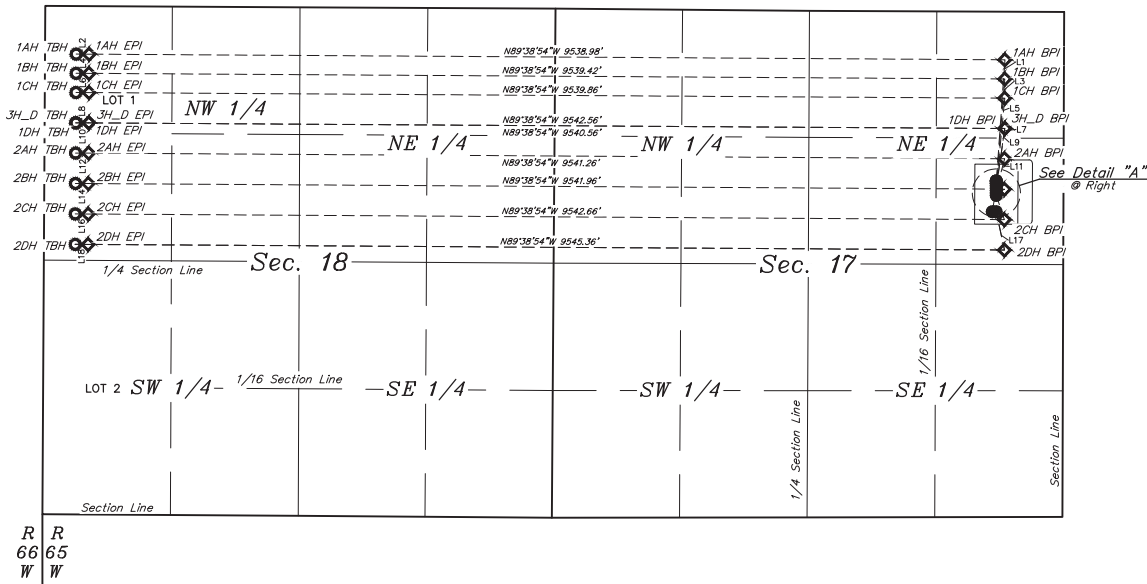 L2
1AH TBH 1AH EPI N89°38'54"W 9538.98' 1AH BPI
L1
1BH TBH 1BH EPI N89°38'54"W 9539.42' 1BH BPI
L3
1CH TBH 1CH EPI N89°38'54"W 9539.86' 1CH BPI
LOT 1
NW 1/4
L5
L8
3H_D TBH 3H_D EPI N89°38'54"W 9542.56' 1DH BPI 3H_D BPI
L7
1DH TBH L10 1DH EPI N89°38'54"W 9540.56'
NE 1/4 NW 1/4 NE 1/4
L9
2AH TBH 2AH EPI 2AH BPI
L12 N89°38'54"W 9541.26' L11
See Detail "A"
@ Right
2BH TBH 2BH EPI N89°38'54"W 9541.96'
L14
2CH TBH 2CH EPI N89°38'54"W 9542.66'
L16
2CH BPI
2DH TBH 2DH EPI N89°38'54"W 9545.36' L17
2DH BPI
L18
1/4 Section Line
Sec. 18 Sec. 17
1/16 Section Line
LOT 2 SW 1/4 1/16 Section Line SE 1/4 SW 1/4 SE 1/4
1/4 Section Line
Section Line
Section Line
R R
66 65
W W